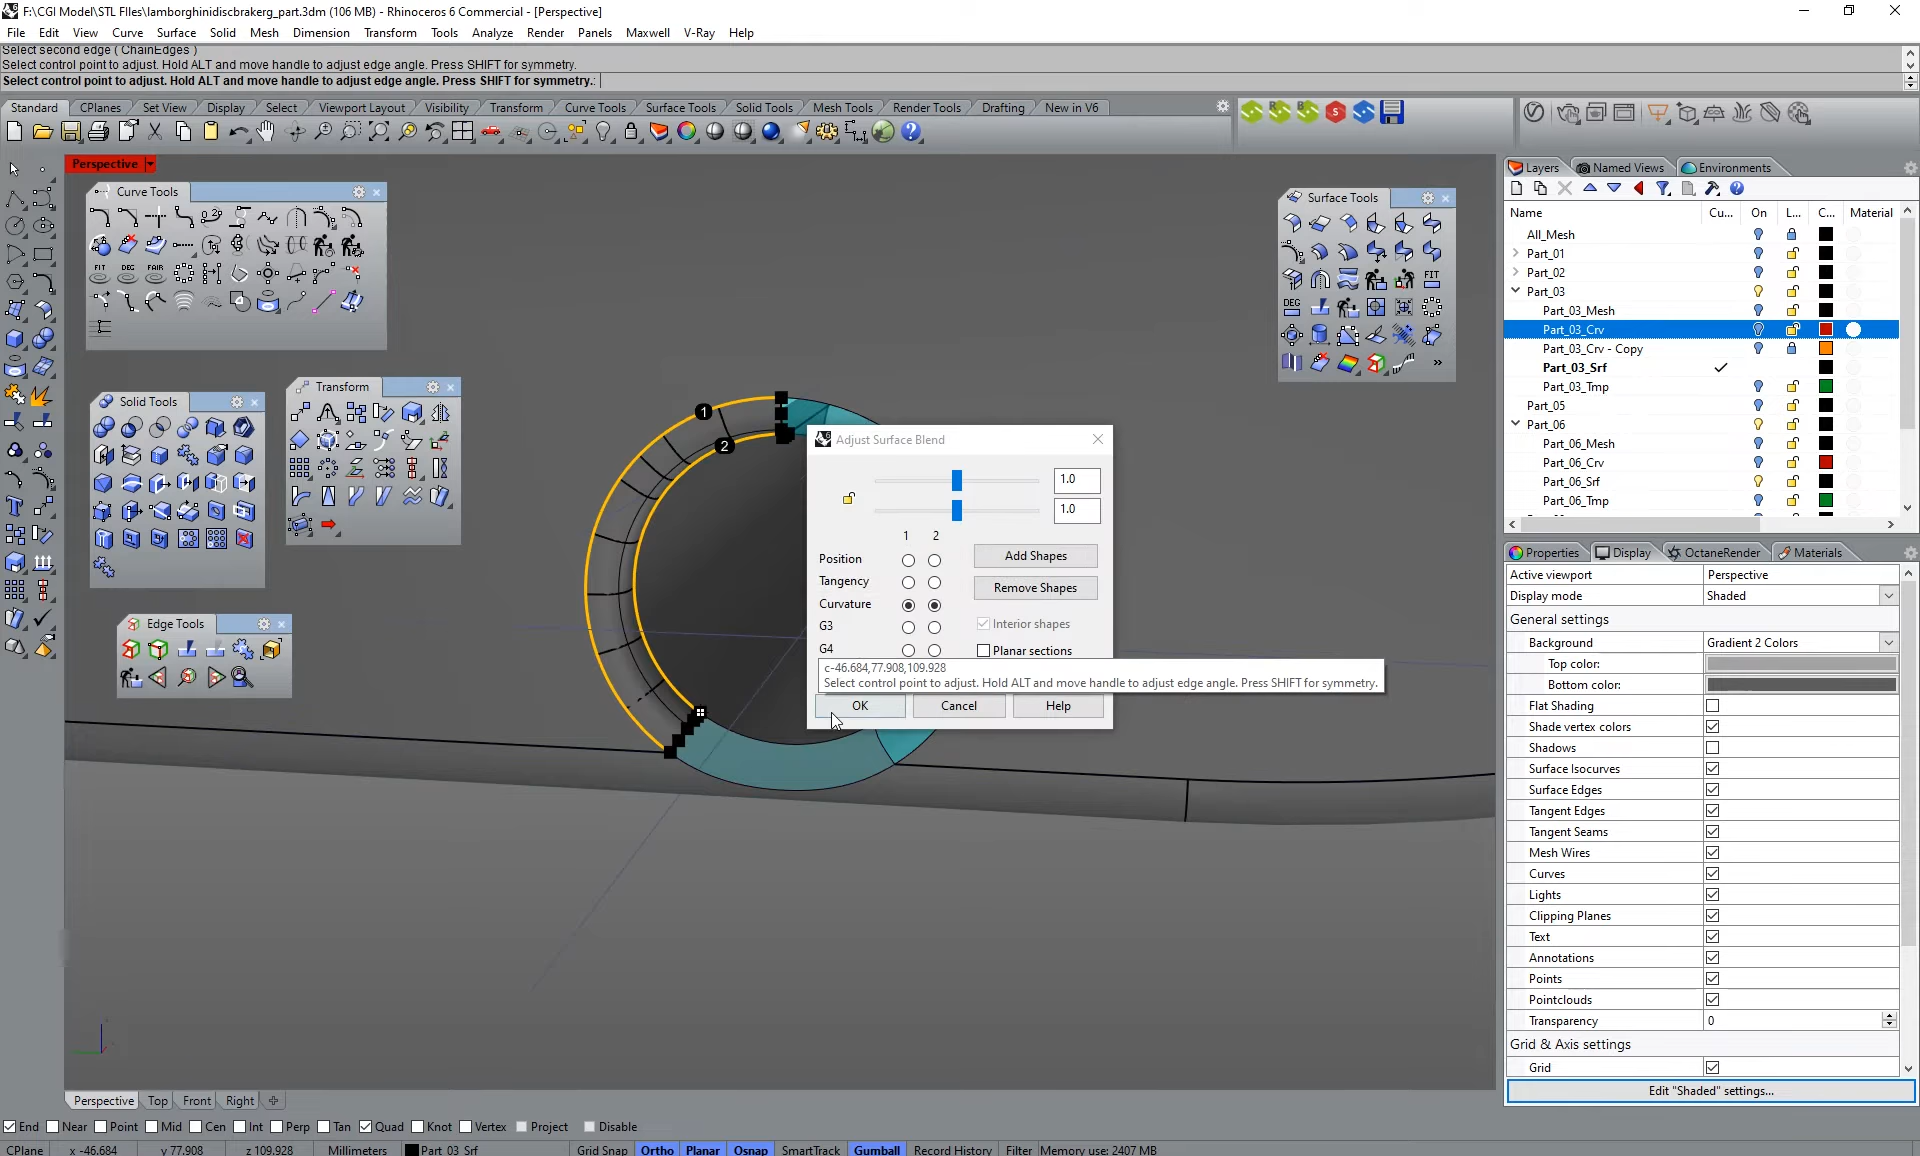 F:\CGI Model\STL FIles\lamborghinidiscbrakerg_part.3dm (106 MB) - Rhinoceros 6 Commercial - [Perspective]
File Edit View Curve Surface Solid Mesh Dimension Transform Tools Analyze Render Panels Maxwell V-Ray Help
Select second edge ( ChainEdges )
Select control point to adjust. Hold ALT and move handle to adjust edge angle. Press SHIFT for symmetry.
Select control point to adjust. Hold ALT and move handle to adjust edge angle. Press SHIFT for symmetry.:
Standard CPlanes Set View Display Select Viewport Layout Visibility Transform Curve Tools Surface Tools Solid Tools Mesh Tools Render Tools Drafting New in V6
Perspective
Layers Named Views Environments
Curve Tools
Surface Tools
Name Cu... On L... C... Material
All_Mesh
Part_01
Part_02
Part_03
Part_03_Mesh
Part_03_Crv
Part_03_Crv - Copy
Part_03_Srf
Part_03_Tmp
Part_05
Part_06
Part_06_Mesh
Part_06_Crv
Part_06_Srf
Part_06_Tmp
FIT DEG FAIR
FIT
DEG
Transform
Solid Tools
Edge Tools
1
2
Adjust Surface Blend
1.0
1.0
1 2
Position
Tangency
Curvature
G3
G4
Add Shapes
Remove Shapes
Interior shapes
Planar sections
c-46.684,77.908,109.928
Select control point to adjust. Hold ALT and move handle to adjust edge angle. Press SHIFT for symmetry.
OK Cancel Help
Properties Display OctaneRender Materials
Active viewport Perspective
Display mode Shaded
General settings
Background Gradient 2 Colors
Top color:
Bottom color:
Flat Shading
Shade vertex colors
Shadows
Surface Isocurves
Surface Edges
Tangent Edges
Tangent Seams
Mesh Wires
Curves
Lights
Clipping Planes
Text
Annotations
Points
Pointclouds
Transparency 0
Grid & Axis settings
Grid
Edit "Shaded" settings...
Perspective Top Front Right
End Near Point Mid Cen Int Perp Tan Quad Knot Vertex Project Disable
CPlane x -46.684 y 77.908 z 109.928 Millimeters Part_03_Srf Grid Snap Ortho Planar Osnap SmartTrack Gumball Record History Filter Memory use: 2407 MB